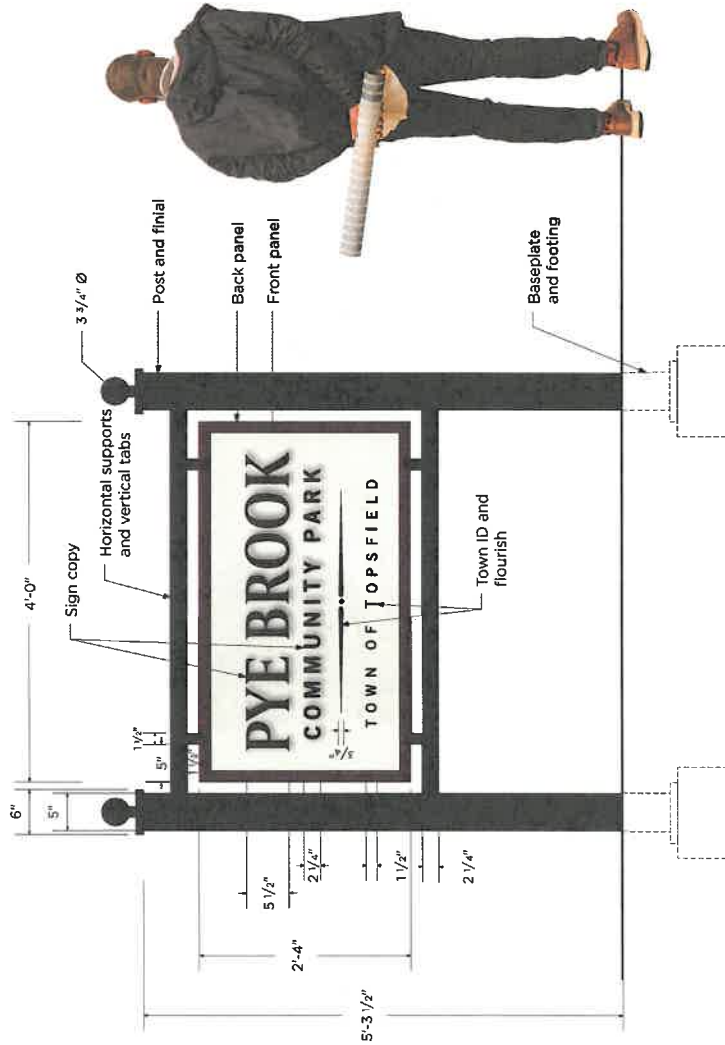 4'-0"
3 3/4" Ø
6"
5"
1 1/2"
5"
1 1/2"
Sign copy
Horizontal supports
and vertical tabs
Post and finial
Back panel
Front panel
PYE BROOK
COMMUNITY PARK
3/4"
TOWN OF TOPSFIELD
5 1/2"
2 1/4"
1 1/2"
2 1/4"
2'-4"
5'-3 1/2"
Town ID and
flourish
Baseplate
and footing